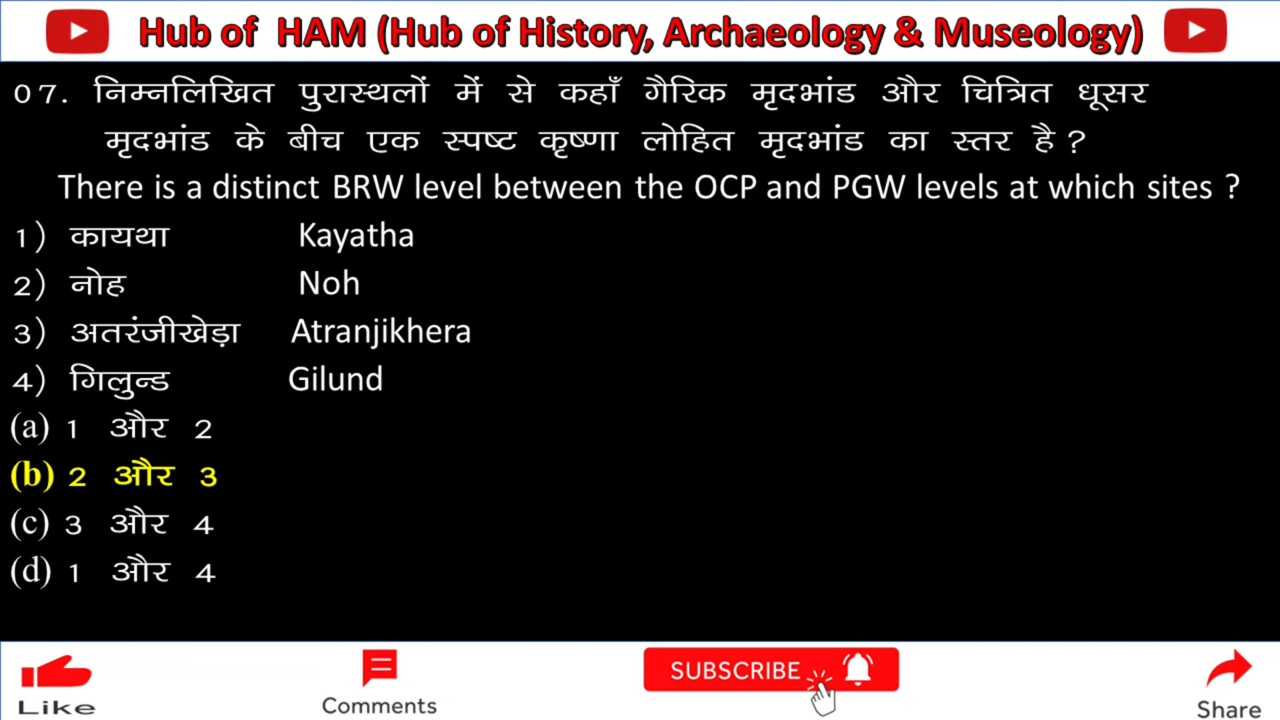 Hub of HAM (Hub of History, Archaeology & Museology)
07. निम्नलिखित पुरास्थलों में से कहाँ गैरिक मृदभांड और चित्रित धूसर
मृदभांड के बीच एक स्पष्ट कृष्णा लोहित मृदभांड का स्तर है ?
There is a distinct BRW level between the OCP and PGW levels at which sites ?
1) कायथा Kayatha
2) नोह Noh
3) अतरंजीखेड़ा Atranjikhera
4) गिलुन्ड Gilund
(a) 1 और 2
(b) 2 और 3
(c) 3 और 4
(d) 1 और 4
Like Comments SUBSCRIBE Share